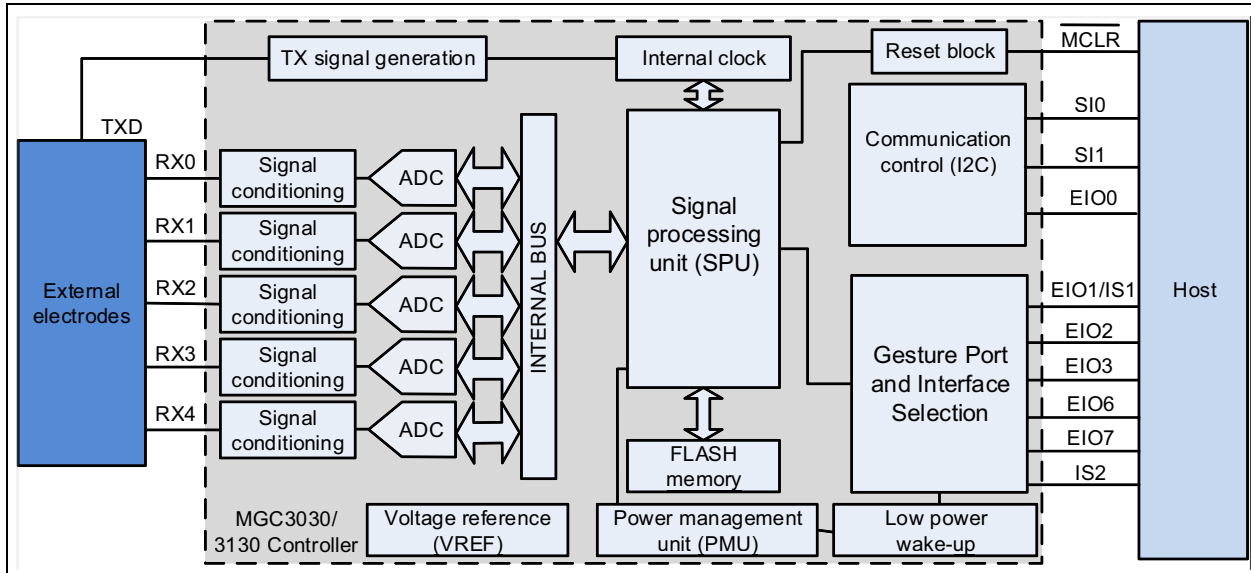 MCLR
TX signal generation
Internal clock
Reset block
TXD
SI0
SI1
EIO0
Communication
control (I2C)
RX0
RX1
RX2
RX3
RX4
Signal
conditioning
ADC
Signal
conditioning
ADC
Signal
conditioning
ADC
Signal
conditioning
ADC
Signal
conditioning
ADC
External
electrodes
INTERNAL BUS
Signal
processing
unit (SPU)
Host
EIO1/IS1
EIO2
EIO3
EIO6
EIO7
IS2
Gesture Port
and Interface
Selection
FLASH
memory
MGC3030/
3130 Controller
Voltage reference
(VREF)
Power management
unit (PMU)
Low power
wake-up